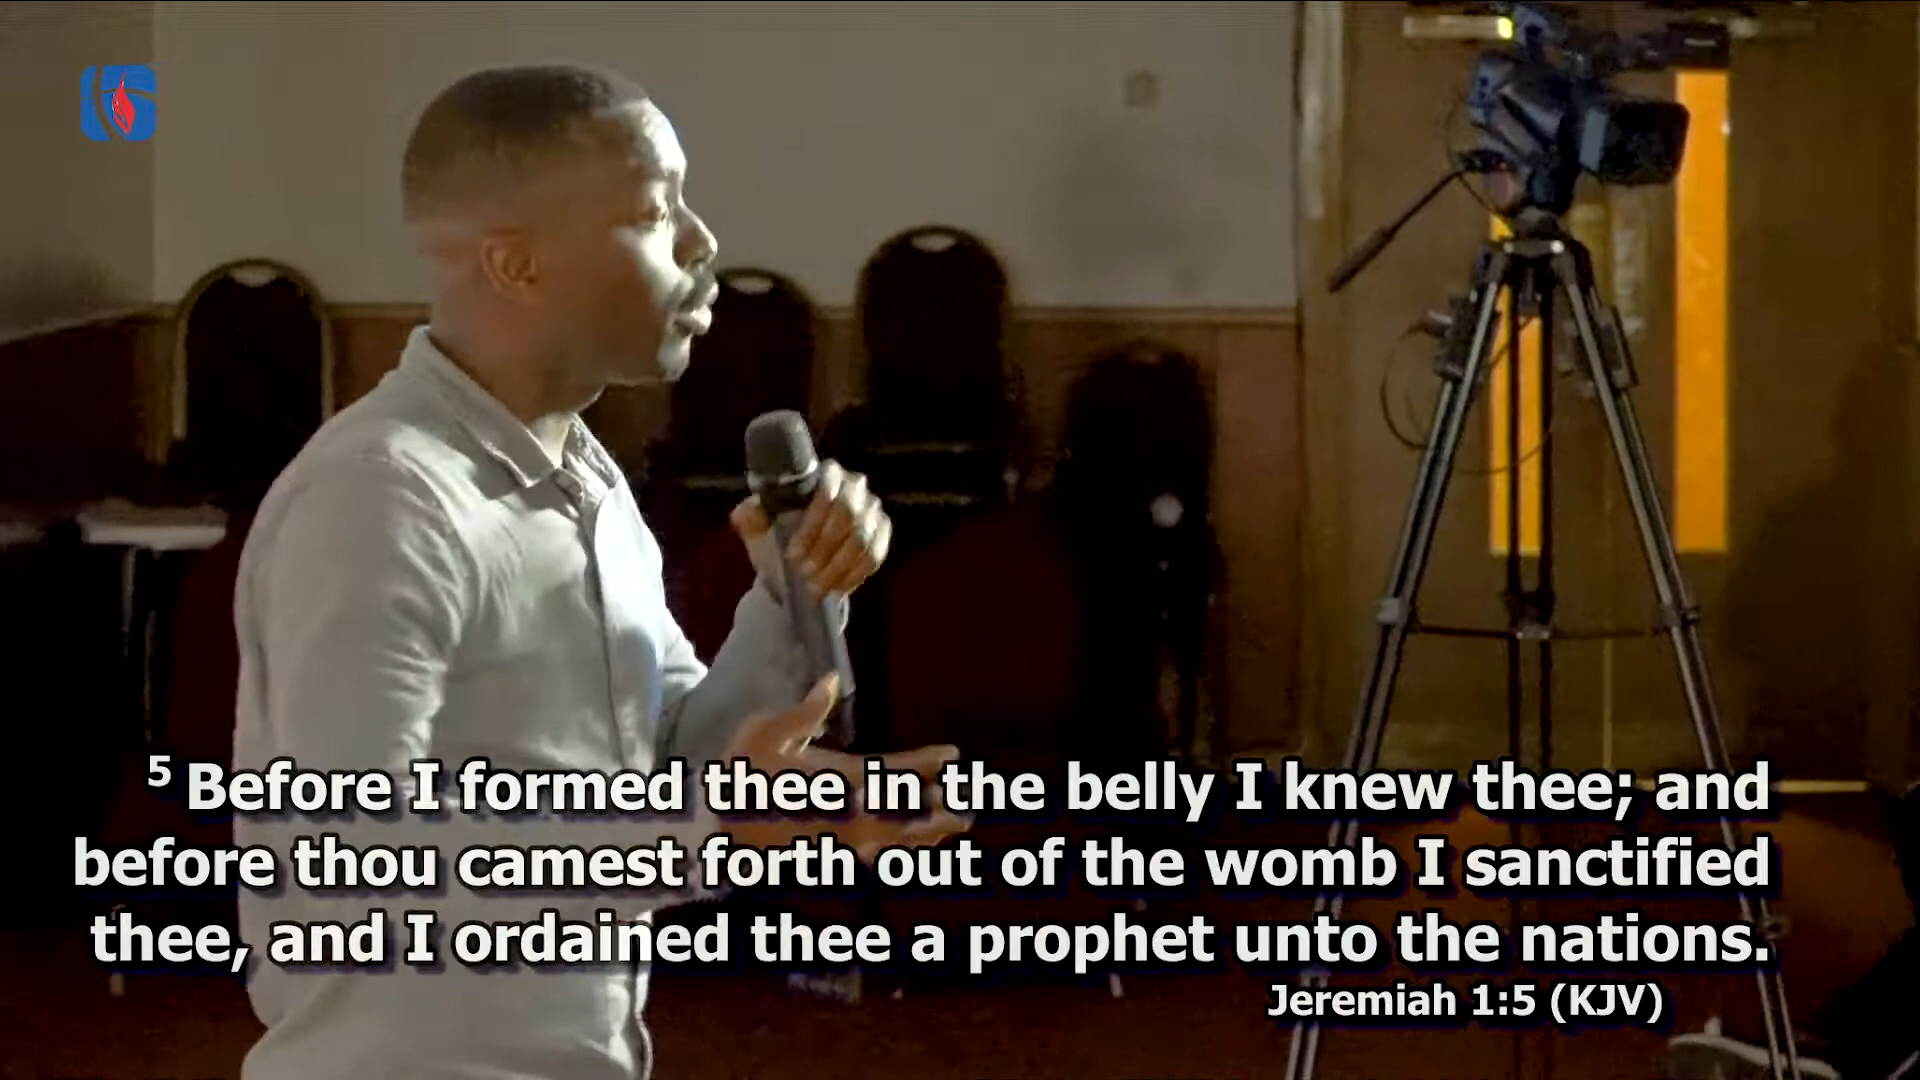 5 Before I formed thee in the belly I knew thee; and
before thou camest forth out of the womb I sanctified
thee, and I ordained thee a prophet unto the nations.
Jeremiah 1:5 (KJV)